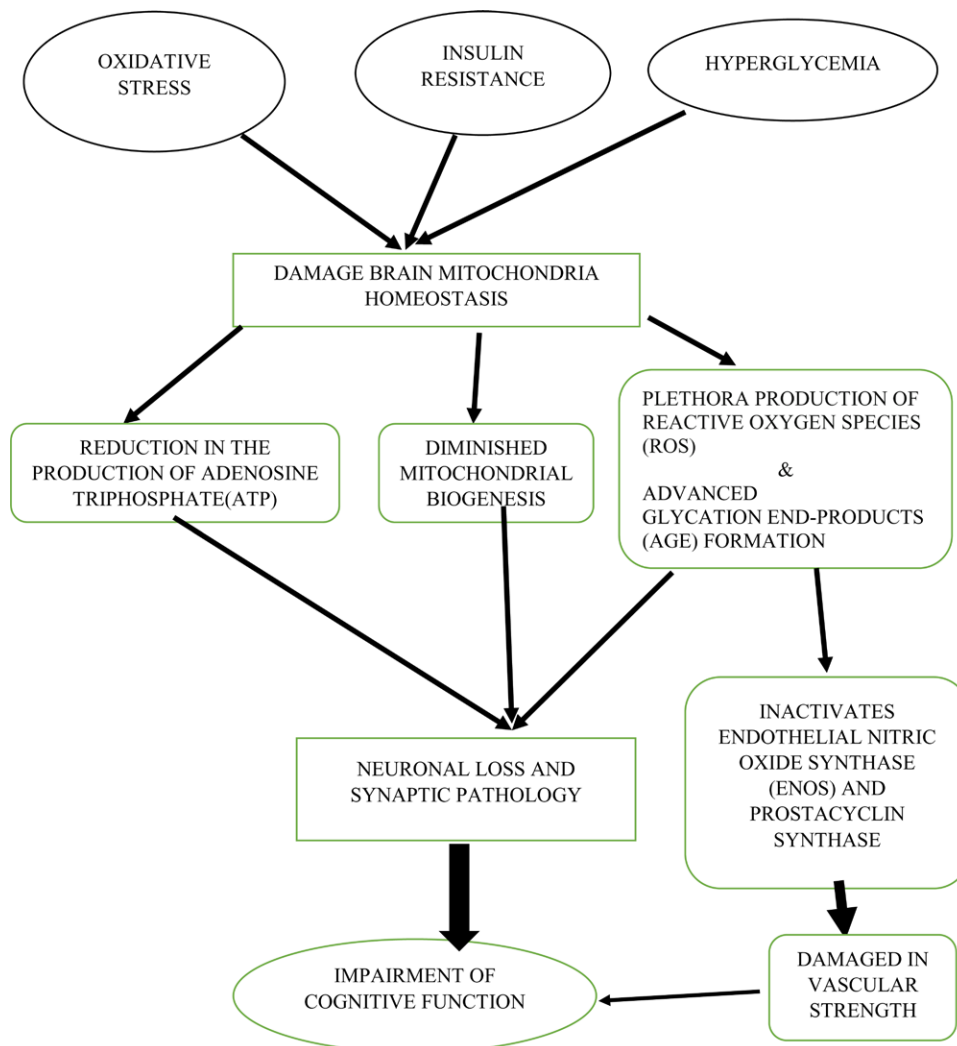 OXIDATIVE
STRESS
INSULIN
RESISTANCE
HYPERGLYCEMIA
DAMAGE BRAIN MITOCHONDRIA
HOMEOSTASIS
REDUCTION IN THE
PRODUCTION OF ADENOSINE
TRIPHOSPHATE(ATP)
DIMINISHED
MITOCHONDRIAL
BIOGENESIS
PLETHORA PRODUCTION OF
REACTIVE OXYGEN SPECIES
(ROS)
&
ADVANCED
GLYCATION END-PRODUCTS
(AGE) FORMATION
NEURONAL LOSS AND
SYNAPTIC PATHOLOGY
INACTIVATES
ENDOTHELIAL NITRIC
OXIDE SYNTHASE
(ENOS) AND
PROSTACYCLIN
SYNTHASE
IMPAIRMENT OF
COGNITIVE FUNCTION
DAMAGED IN
VASCULAR
STRENGTH